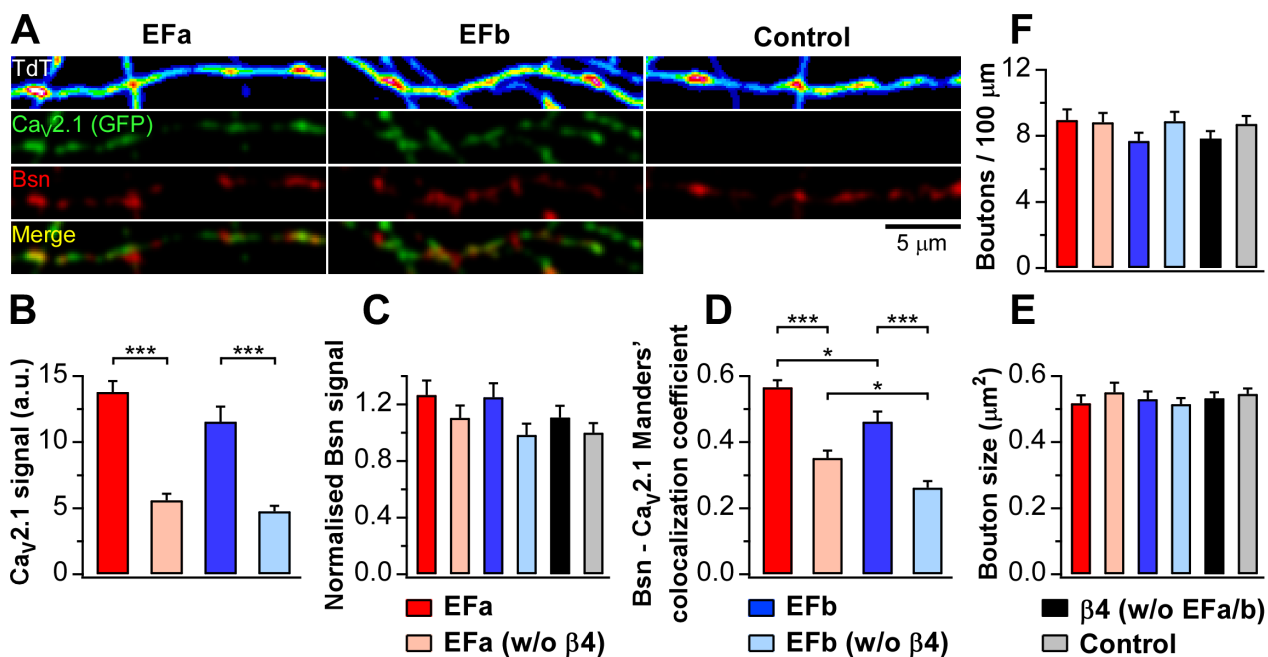 A
EFa
EFb
Control
TdT
CaV2.1 (GFP)
Bsn
Merge
5 μm
F
Boutons / 100 μm
12
8
4
0
B
CaV2.1 signal (a.u.)
15
10
5
0
***
***
C
Normalised Bsn signal
1.2
0.8
0.4
0.0
D
Bsn - CaV2.1 Manders'
colocalization coefficient
0.6
0.4
0.2
0.0
***
***
*
*
E
Bouton size (μm²)
0.6
0.4
0.2
0.0
EFa
EFa (w/o β4)
EFb
EFb (w/o β4)
β4 (w/o EFa/b)
Control